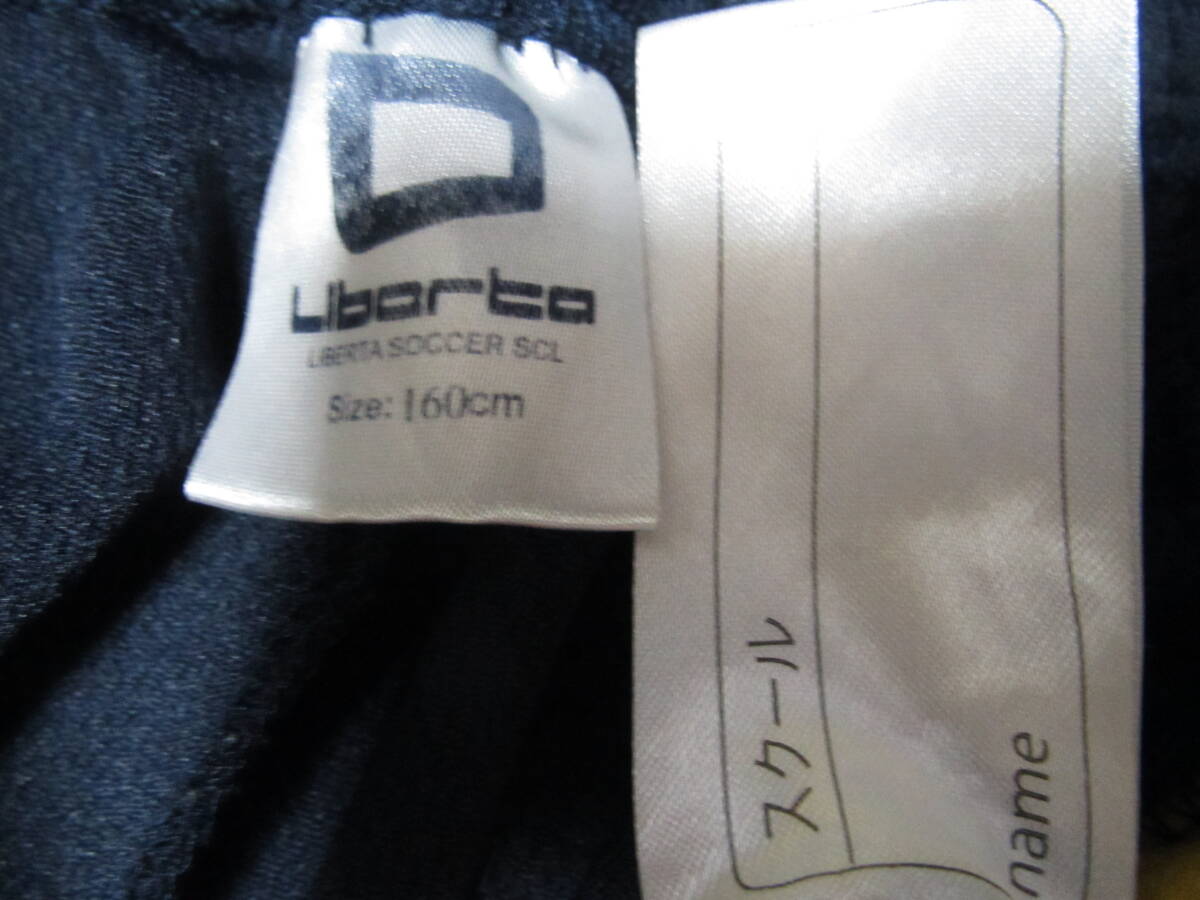 Liberta
LIBERTA SOCCER SCL
Size: 160cm
スクール
name